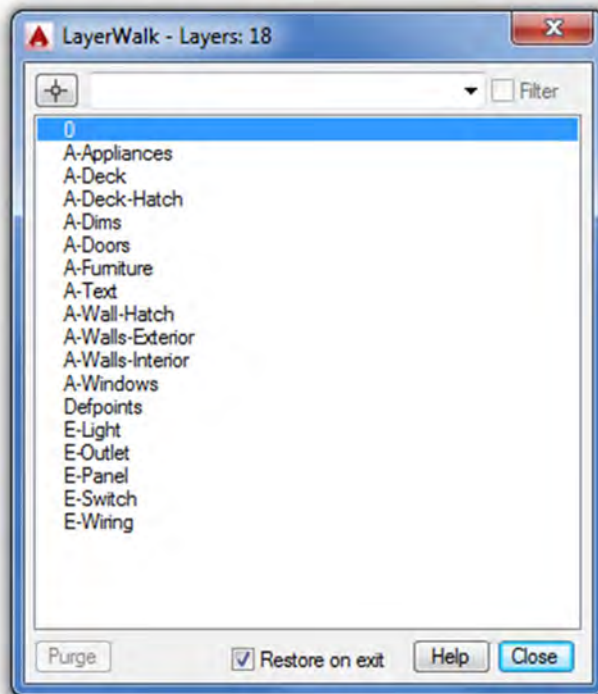 LayerWalk - Layers: 18
Filter
0
A-Appliances
A-Deck
A-Deck-Hatch
A-Dims
A-Doors
A-Furniture
A-Text
A-Wall-Hatch
A-Walls-Exterior
A-Walls-Interior
A-Windows
Defpoints
E-Light
E-Outlet
E-Panel
E-Switch
E-Wiring
Purge Restore on exit Help Close